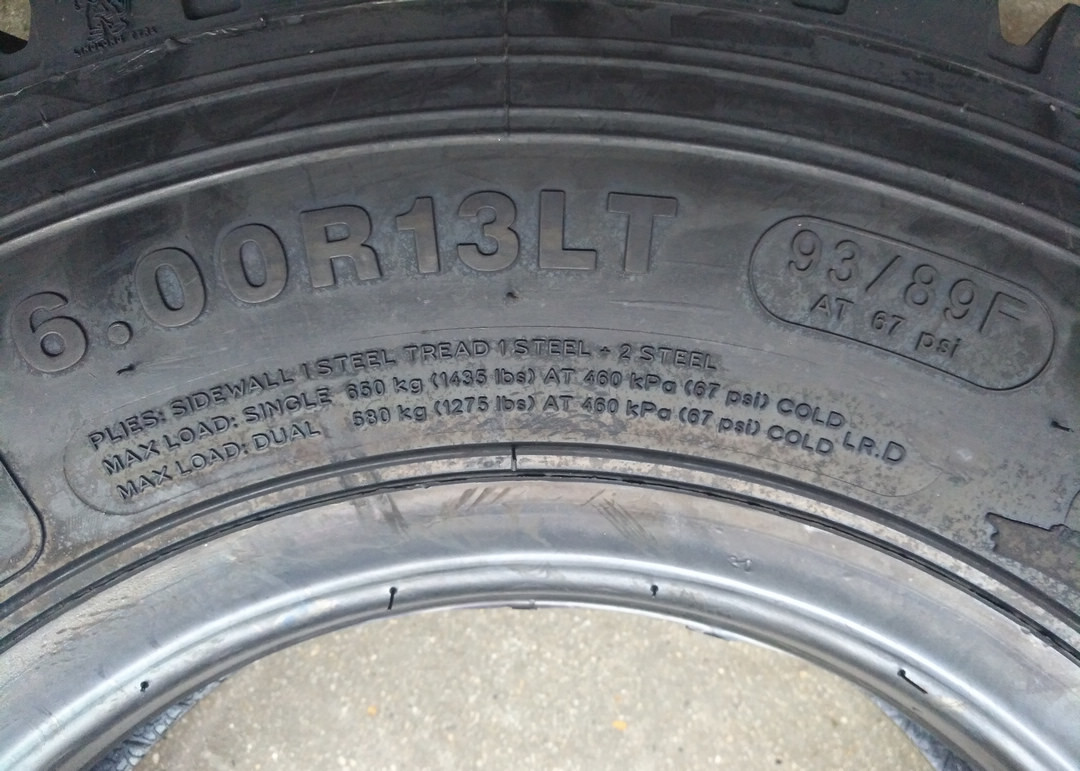 6.00R13LT
93/89F
AT 67 psi
PLIES: SIDEWALL 1 STEEL TREAD 1 STEEL + 2 STEEL
MAX LOAD: SINGLE 650 kg (1435 lbs) AT 460 kPa (67 psi) COLD LR.D
MAX LOAD: DUAL 580 kg (1275 lbs) AT 460 kPa (67 psi) COLD